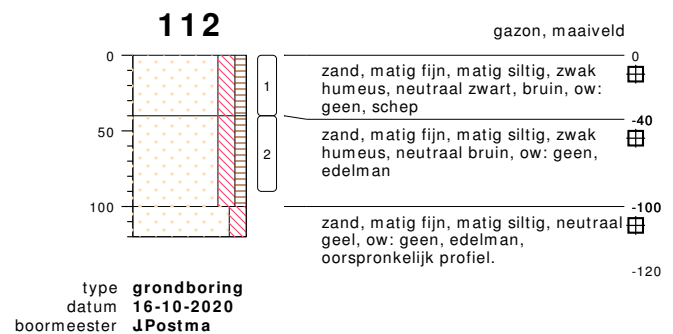 112
gazon, maaiveld
0
50
100
1
2
0
zand, matig fijn, matig siltig, zwak
humeus, neutraal zwart, bruin, ow:
geen, schep
-40
zand, matig fijn, matig siltig, zwak
humeus, neutraal bruin, ow: geen,
edelman
-100
zand, matig fijn, matig siltig, neutraal
geel, ow: geen, edelman,
oorspronkelijk profiel.
-120
type grondboring
datum 16-10-2020
boormeester J.Postma